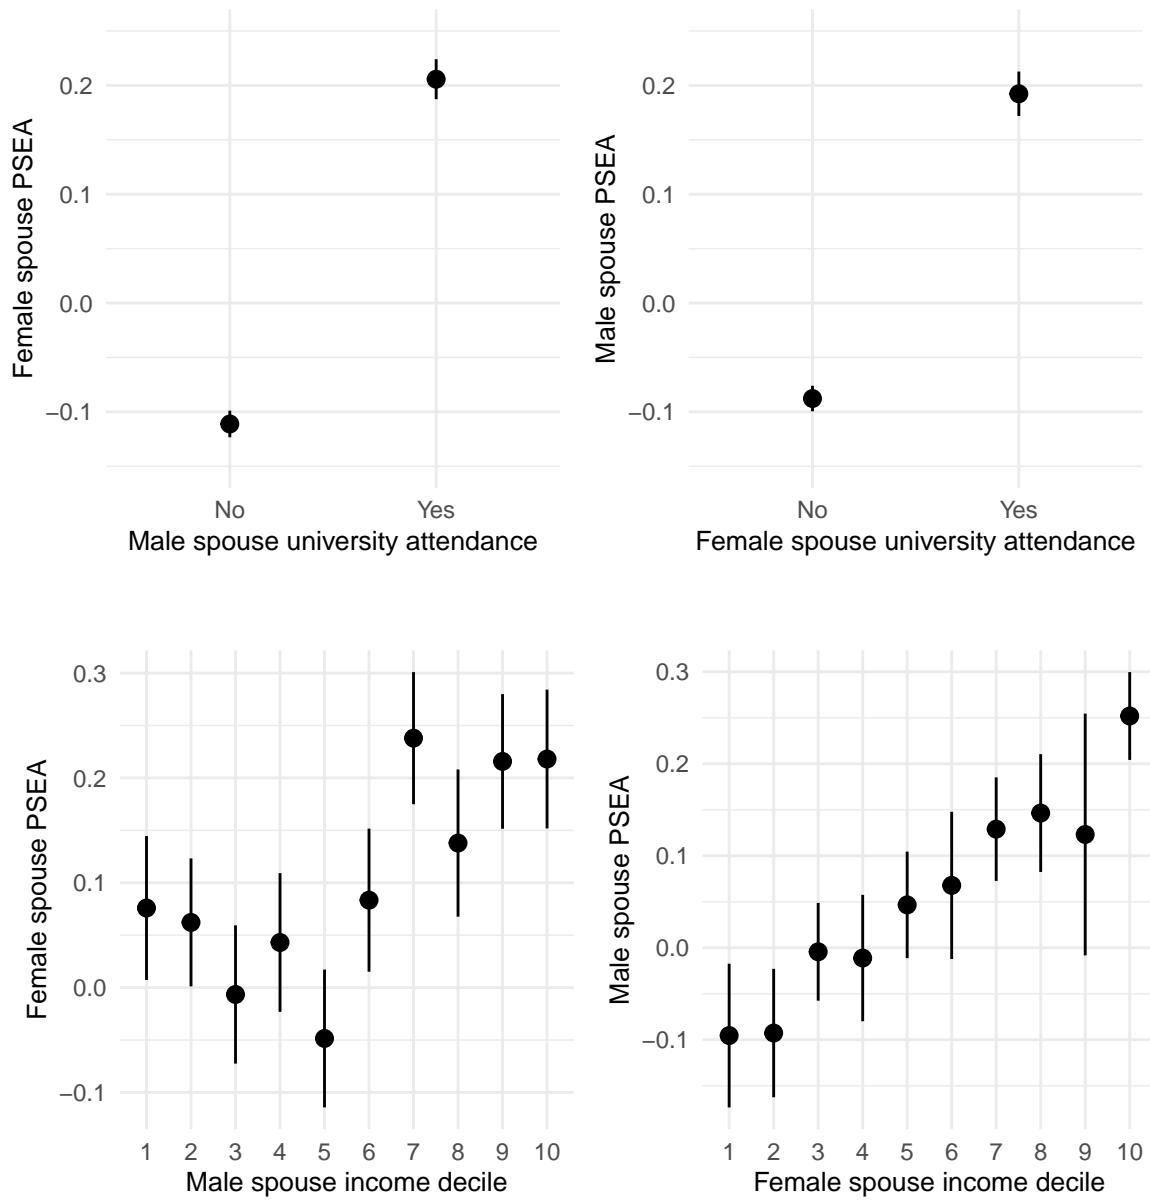 Female spouse PSEA
0.2
0.1
0.0
−0.1
No Yes
Male spouse university attendance
Male spouse PSEA
0.2
0.1
0.0
−0.1
No Yes
Female spouse university attendance
Female spouse PSEA
0.3
0.2
0.1
0.0
−0.1
1 2 3 4 5 6 7 8 9 10
Male spouse income decile
Male spouse PSEA
0.3
0.2
0.1
0.0
−0.1
1 2 3 4 5 6 7 8 9 10
Female spouse income decile